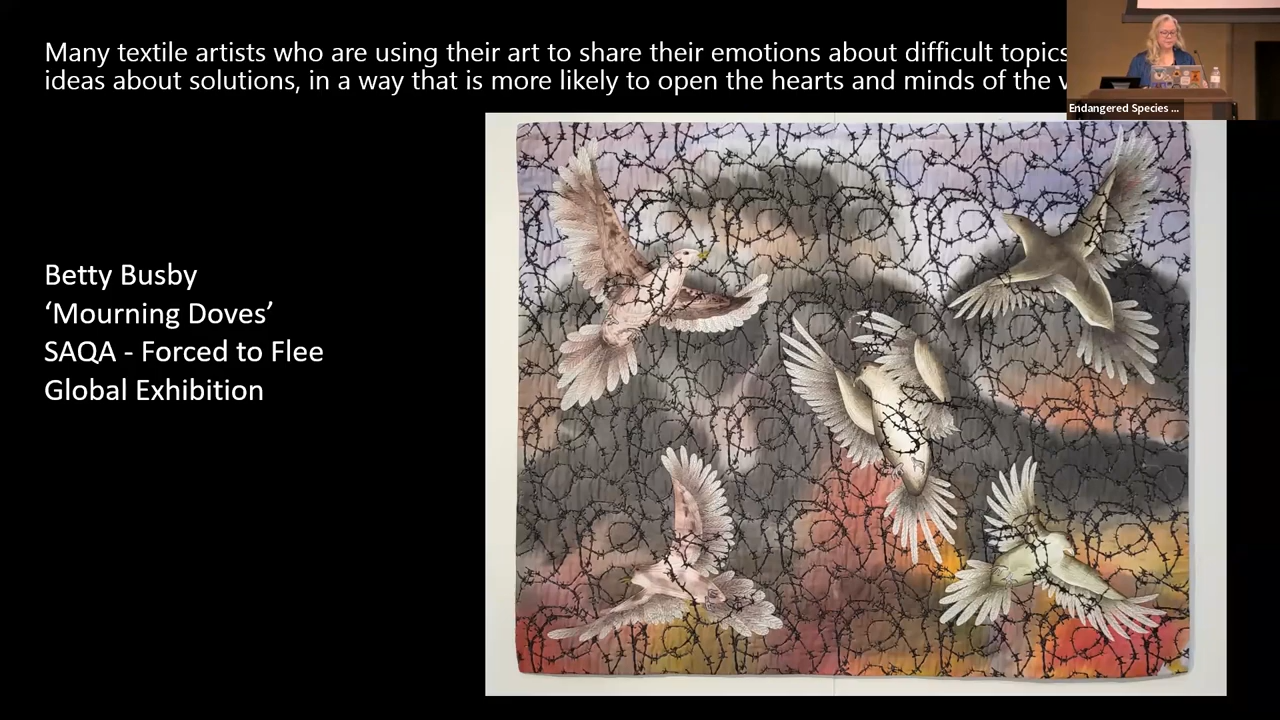 Many textile artists who are using their art to share their emotions about difficult topics
ideas about solutions, in a way that is more likely to open the hearts and minds of the
Endangered Species ...
Betty Busby
‘Mourning Doves’
SAQA - Forced to Flee
Global Exhibition